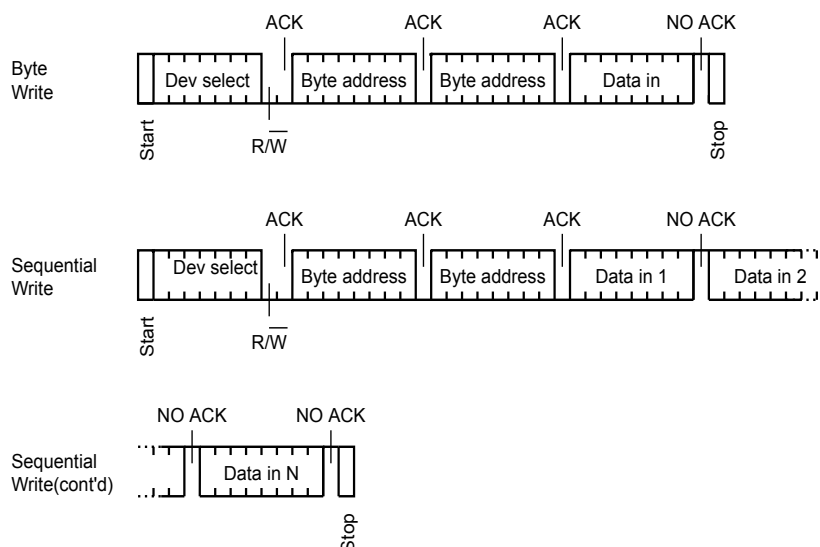 ACK ACK ACK NO ACK
Byte
Write
Dev select Byte address Byte address Data in
Start R/W Stop
ACK ACK ACK NO ACK
Sequential
Write
Dev select Byte address Byte address Data in 1 Data in 2
Start R/W
NO ACK NO ACK
Sequential
Write(cont'd)
Data in N
Stop